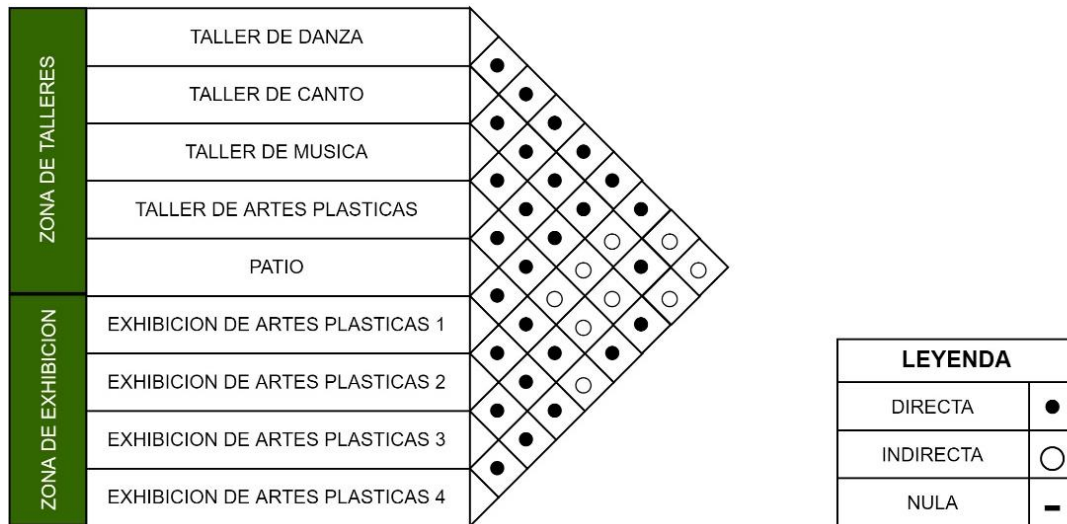 ZONA DE TALLERES
TALLER DE DANZA
TALLER DE CANTO
TALLER DE MUSICA
TALLER DE ARTES PLASTICAS
PATIO
ZONA DE EXHIBICION
EXHIBICION DE ARTES PLASTICAS 1
EXHIBICION DE ARTES PLASTICAS 2
EXHIBICION DE ARTES PLASTICAS 3
EXHIBICION DE ARTES PLASTICAS 4
LEYENDA
DIRECTA
INDIRECTA
NULA